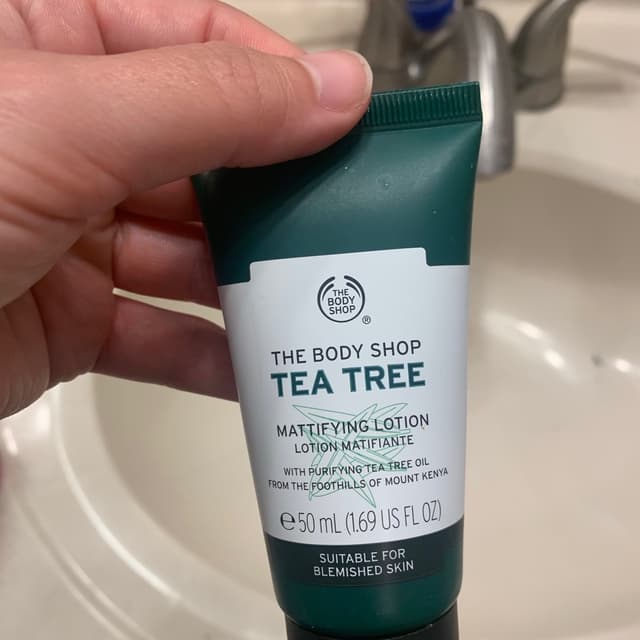 THE
BODY
SHOP
®
THE BODY SHOP
TEA TREE
MATTIFYING LOTION
LOTION MATIFIANTE
WITH PURIFYING TEA TREE OIL
FROM THE FOOTHILLS OF MOUNT KENYA
℮50 mL (1.69 US FL OZ)
SUITABLE FOR
BLEMISHED SKIN